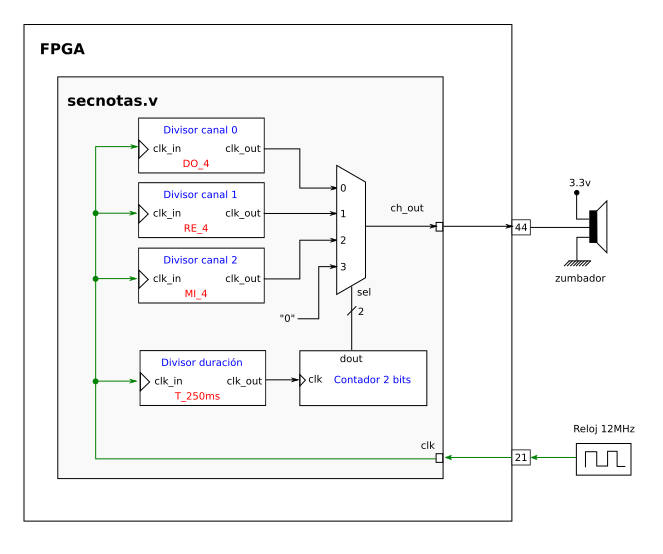 FPGA
secnotas.v
Divisor canal 0
clk_in
clk_out
DO_4
Divisor canal 1
clk_in
clk_out
RE_4
Divisor canal 2
clk_in
clk_out
MI_4
0
1
2
3
"0"
sel
2
ch_out
44
3.3v
zumbador
Divisor duración
clk_in
clk_out
T_250ms
dout
clk
Contador 2 bits
clk
21
Reloj 12MHz